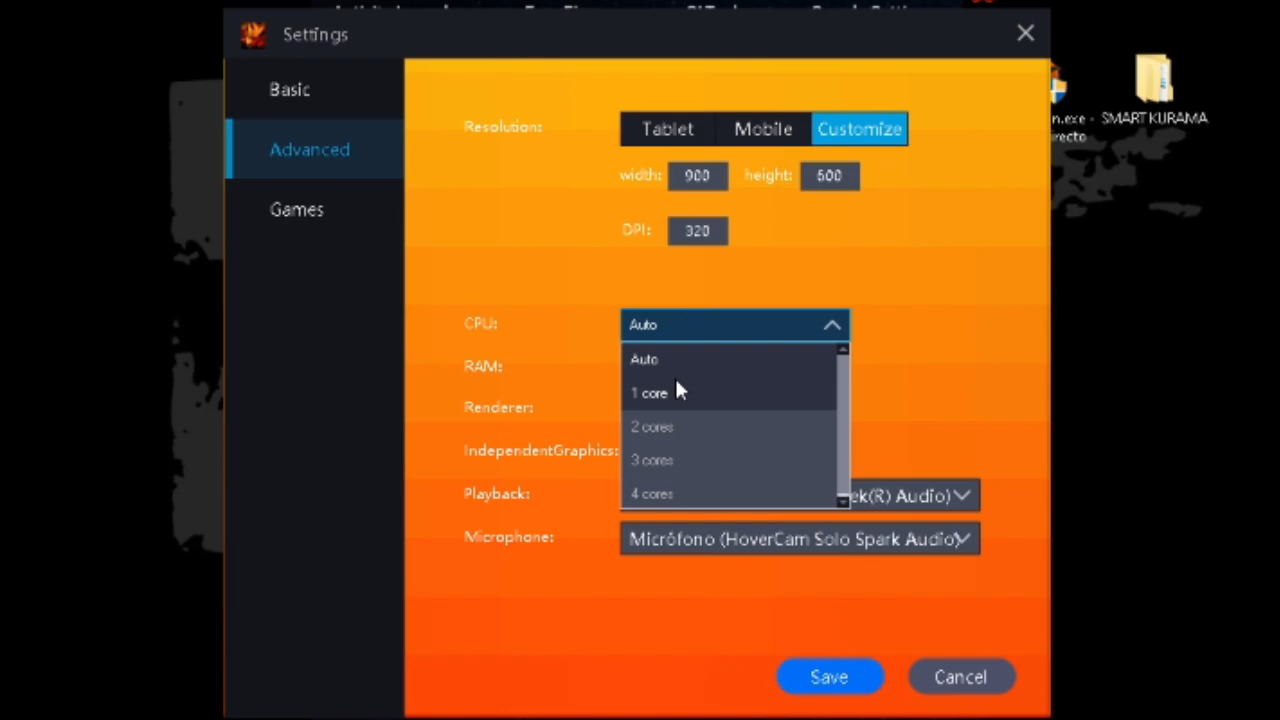 Settings
Basic
Advanced
Games
Resolution:
Tablet
Mobile
Customize
width:
900
height:
600
DPI:
320
CPU:
Auto
Auto
1 core
2 cores
3 cores
4 cores
RAM:
Renderer:
IndependentGraphics:
Playback:
ek(R) Audio)
Microphone:
Micrófono (HoverCam Solo Spark Audio)
Save
Cancel
n.exe -
irecto
SMART KURAMA